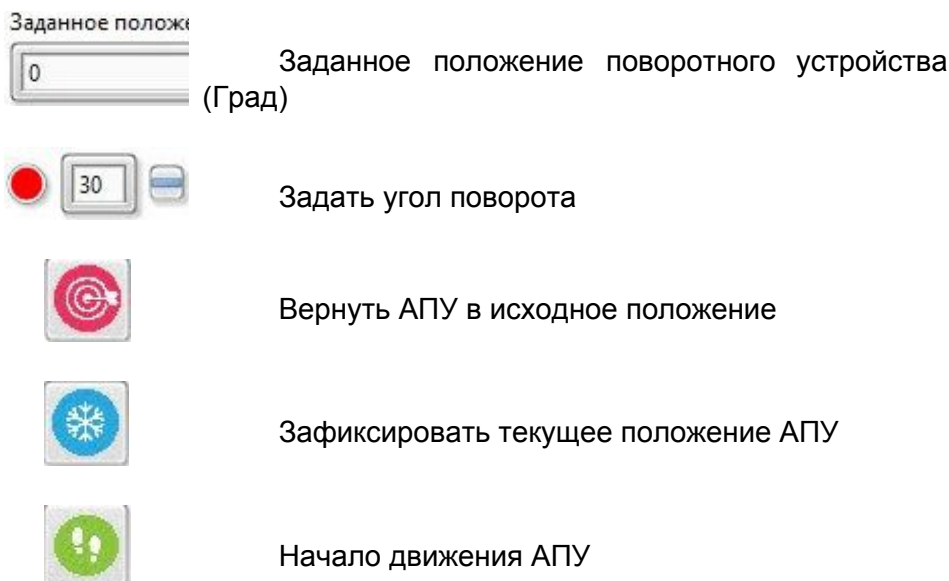 Заданное положе
0
Заданное положение поворотного устройства
(Град)
30
Задать угол поворота
Вернуть АПУ в исходное положение
Зафиксировать текущее положение АПУ
Начало движения АПУ